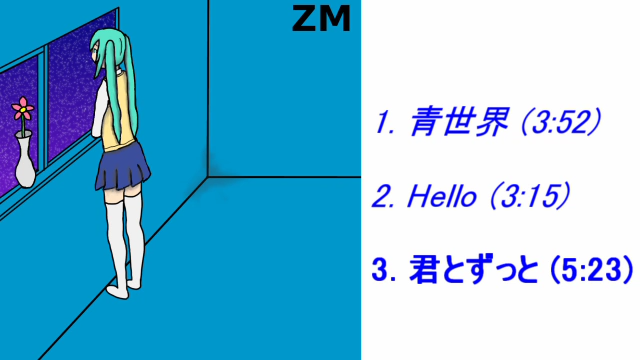 ZM
1. 青世界 (3:52)
2. Hello (3:15)
3. 君とずっと (5:23)